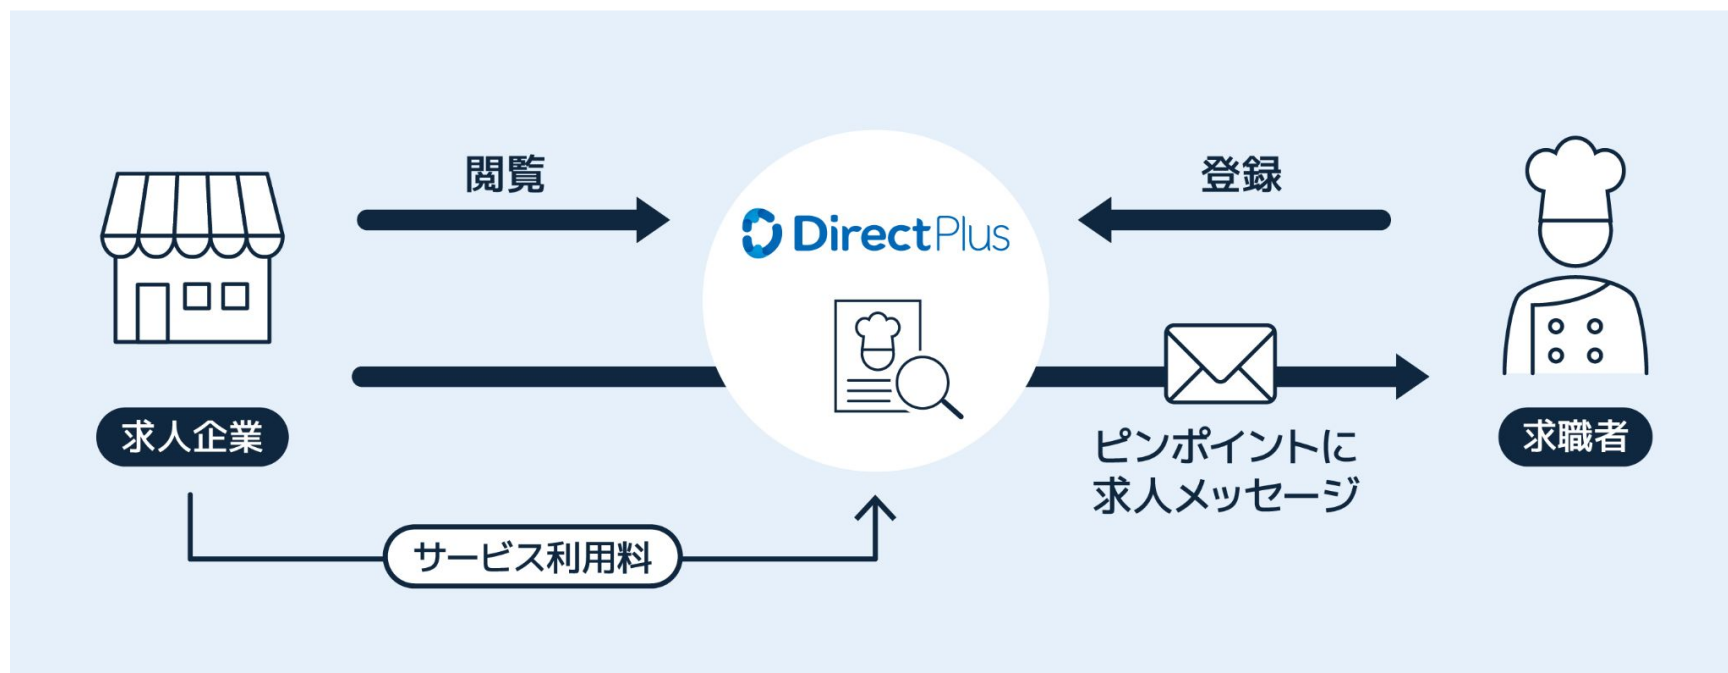 閲覧
登録
DirectPlus
求人企業
ピンポイントに
求人メッセージ
求職者
サービス利用料